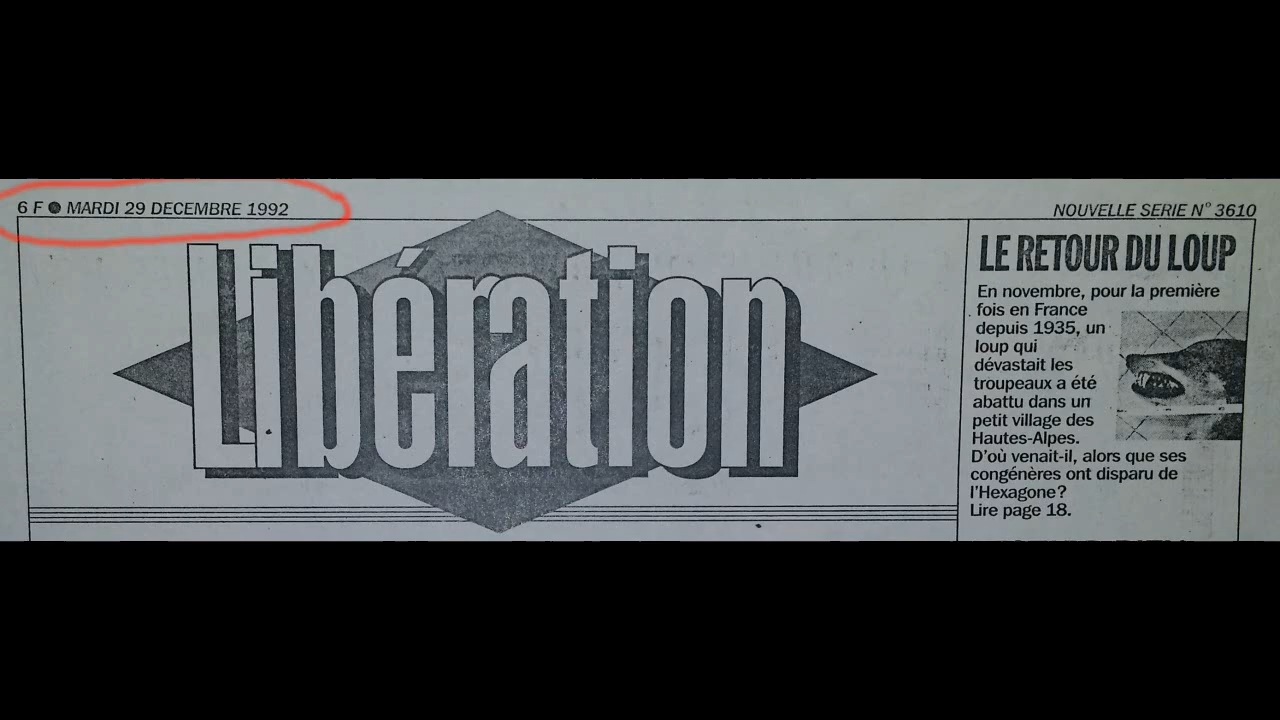 6 F ● MARDI 29 DECEMBRE 1992
NOUVELLE SERIE N° 3610
Libération
LE RETOUR DU LOUP
En novembre, pour la première
fois en France
depuis 1935, un
loup qui
dévastait les
troupeaux a été
abattu dans un
petit village des
Hautes-Alpes.
D'où venait-il, alors que ses
congénères ont disparu de
l'Hexagone?
Lire page 18.